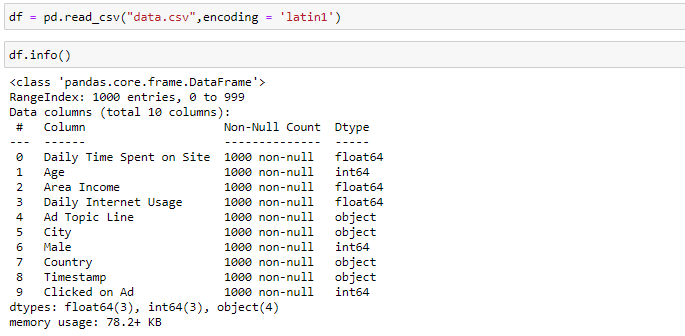 df = pd.read_csv("data.csv",encoding = 'latin1')
df.info()
<class 'pandas.core.frame.DataFrame'>
RangeIndex: 1000 entries, 0 to 999
Data columns (total 10 columns):
 #   Column                    Non-Null Count  Dtype
---  ------                    --------------  -----
 0   Daily Time Spent on Site  1000 non-null   float64
 1   Age                       1000 non-null   int64
 2   Area Income               1000 non-null   float64
 3   Daily Internet Usage      1000 non-null   float64
 4   Ad Topic Line             1000 non-null   object
 5   City                      1000 non-null   object
 6   Male                      1000 non-null   int64
 7   Country                   1000 non-null   object
 8   Timestamp                 1000 non-null   object
 9   Clicked on Ad             1000 non-null   int64
dtypes: float64(3), int64(3), object(4)
memory usage: 78.2+ KB